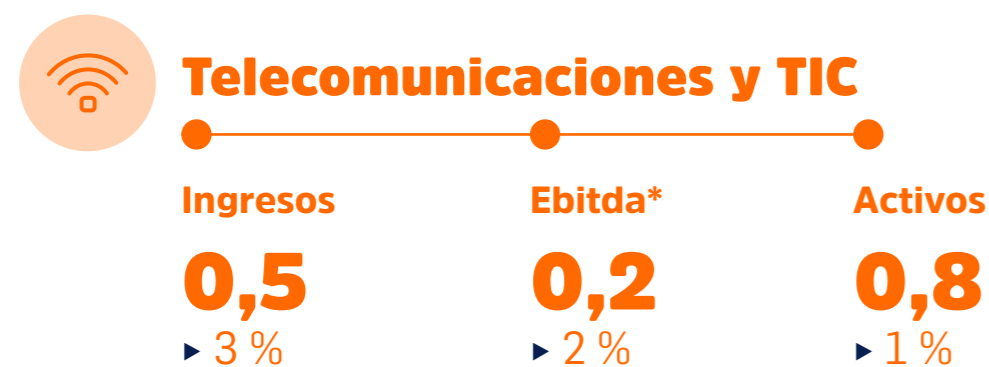 Telecomunicaciones y TIC
Ingresos Ebitda* Activos
0,5 0,2 0,8
▸ 3 % ▸ 2 % ▸ 1 %